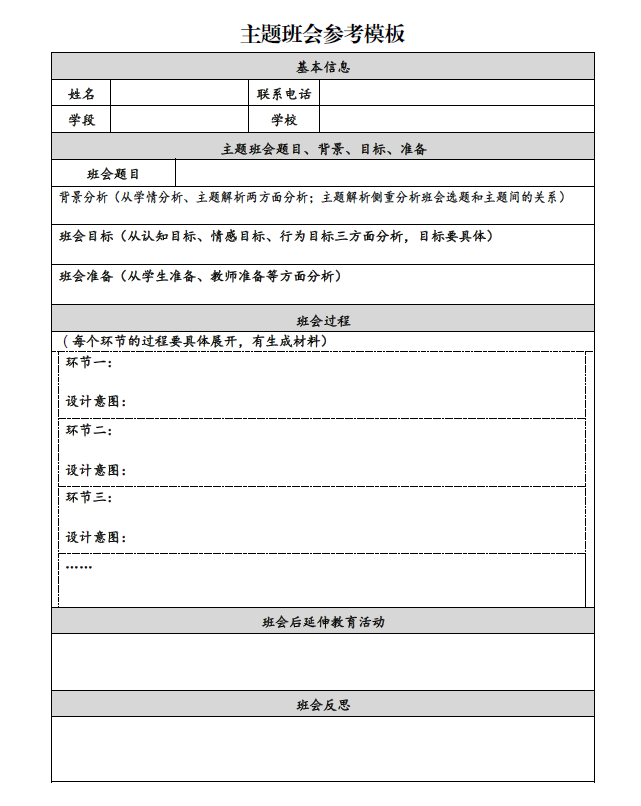 主题班会参考模板
基本信息
姓名 联系电话
学段 学校
主题班会题目、背景、目标、准备
班会题目
背景分析（从学情分析、主题解析两方面分析；主题解析侧重分析班会选题和主题间的关系）
班会目标（从认知目标、情感目标、行为目标三方面分析，目标要具体）
班会准备（从学生准备、教师准备等方面分析）
班会过程
（每个环节的过程要具体展开，有生成材料）
环节一：
设计意图：
环节二：
设计意图：
环节三：
设计意图：
……
班会后延伸教育活动
班会反思